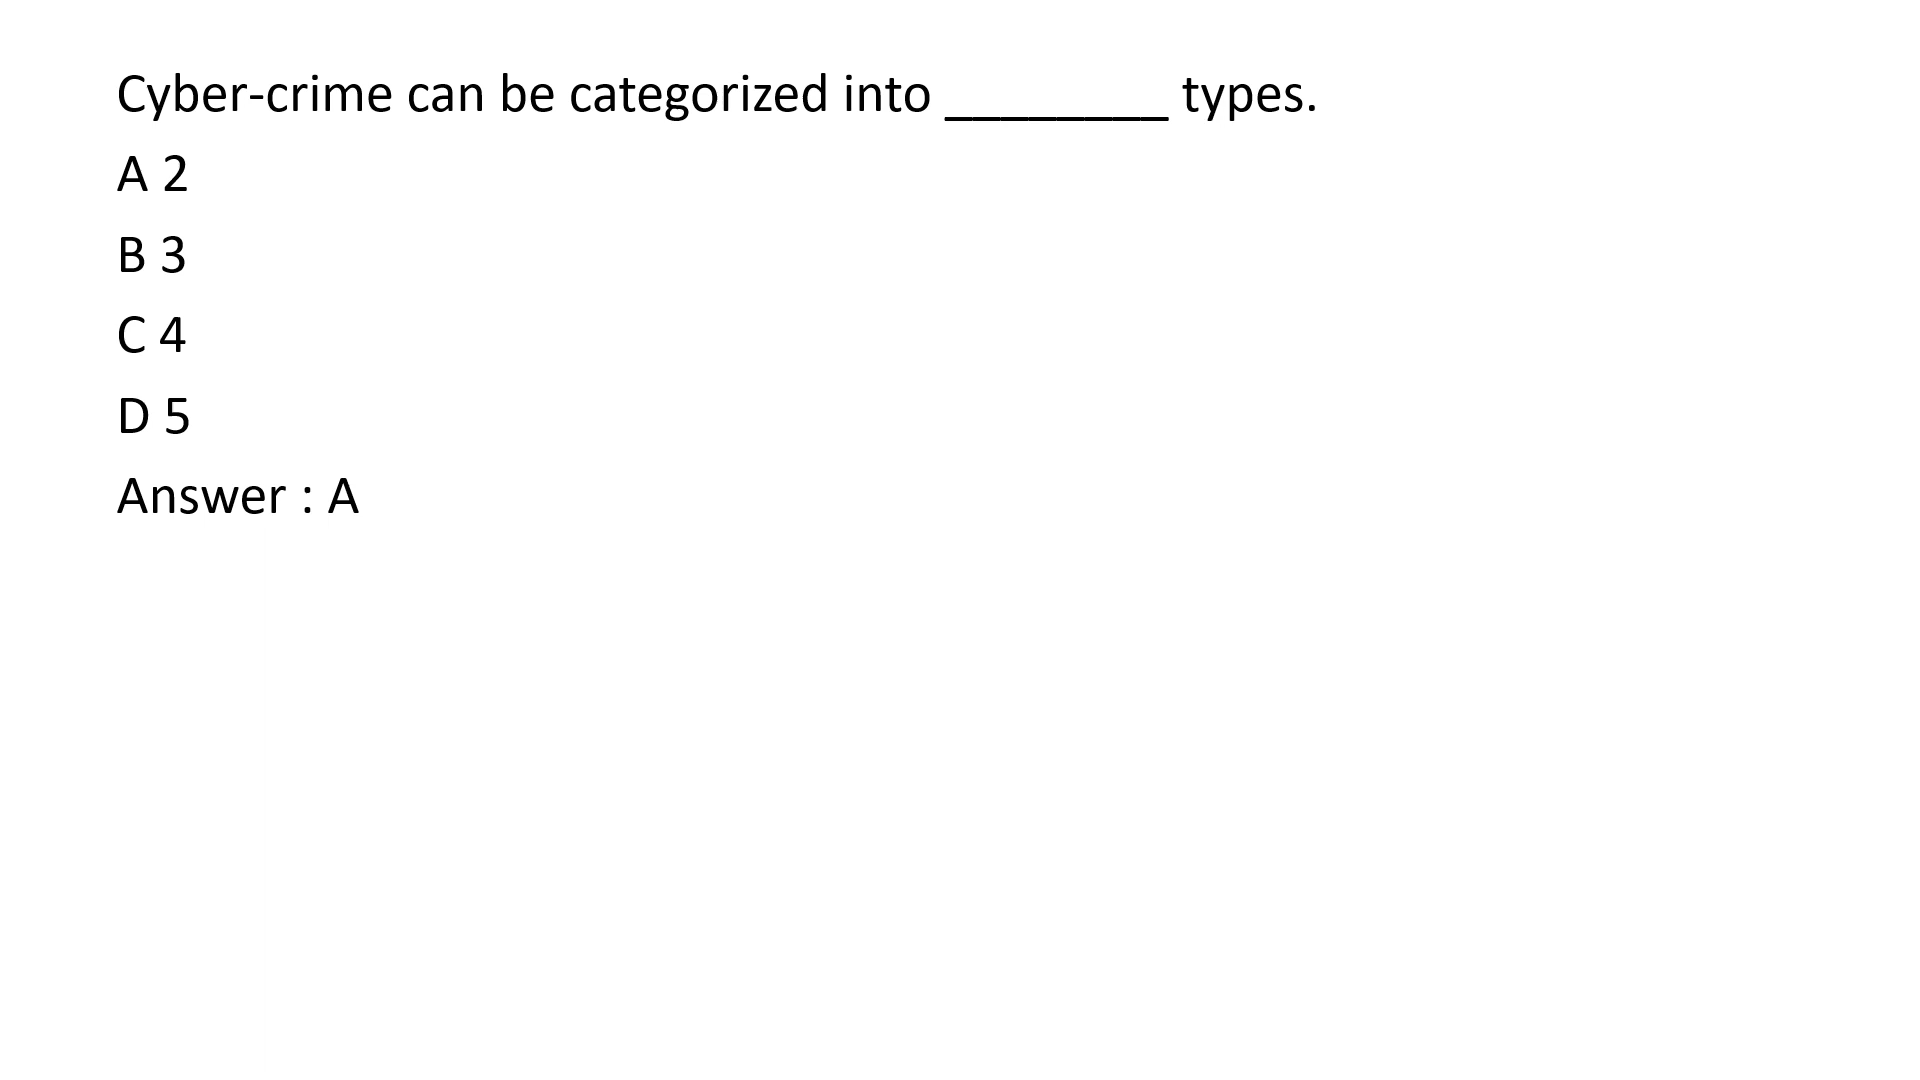 Cyber-crime can be categorized into ________ types.
A 2
B 3
C 4
D 5
Answer : A